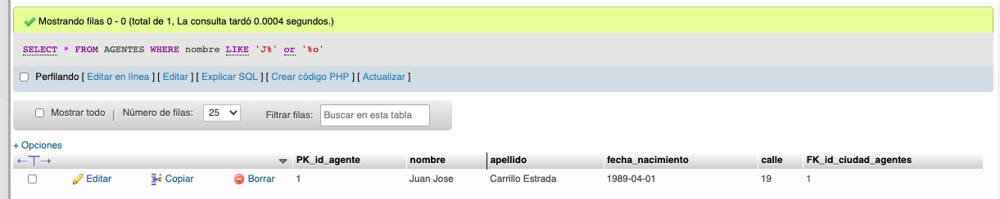 Mostrando filas 0 - 0 (total de 1, La consulta tardó 0.0004 segundos.)
SELECT * FROM AGENTES WHERE nombre LIKE 'J%' or '%o'
Perfilando [ Editar en línea ] [ Editar ] [ Explicar SQL ] [ Crear código PHP ] [ Actualizar ]
Mostrar todo | Número de filas: 25 Filtrar filas: Buscar en esta tabla
+ Opciones
←T→ PK_id_agente nombre apellido fecha_nacimiento calle FK_id_ciudad_agentes
Editar Copiar Borrar 1 Juan Jose Carrillo Estrada 1989-04-01 19 1